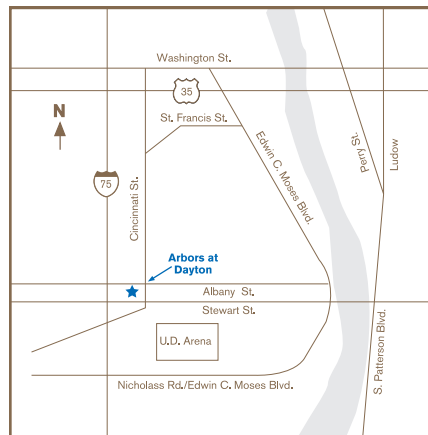 Washington St.
35
N
St. Francis St.
Edwin C. Moses Blvd.
Perry St.
Ludow
75
Cincinnati St.
Arbors at
Dayton
Albany St.
Stewart St.
U.D. Arena
S. Patterson Blvd.
Nicholass Rd./Edwin C. Moses Blvd.